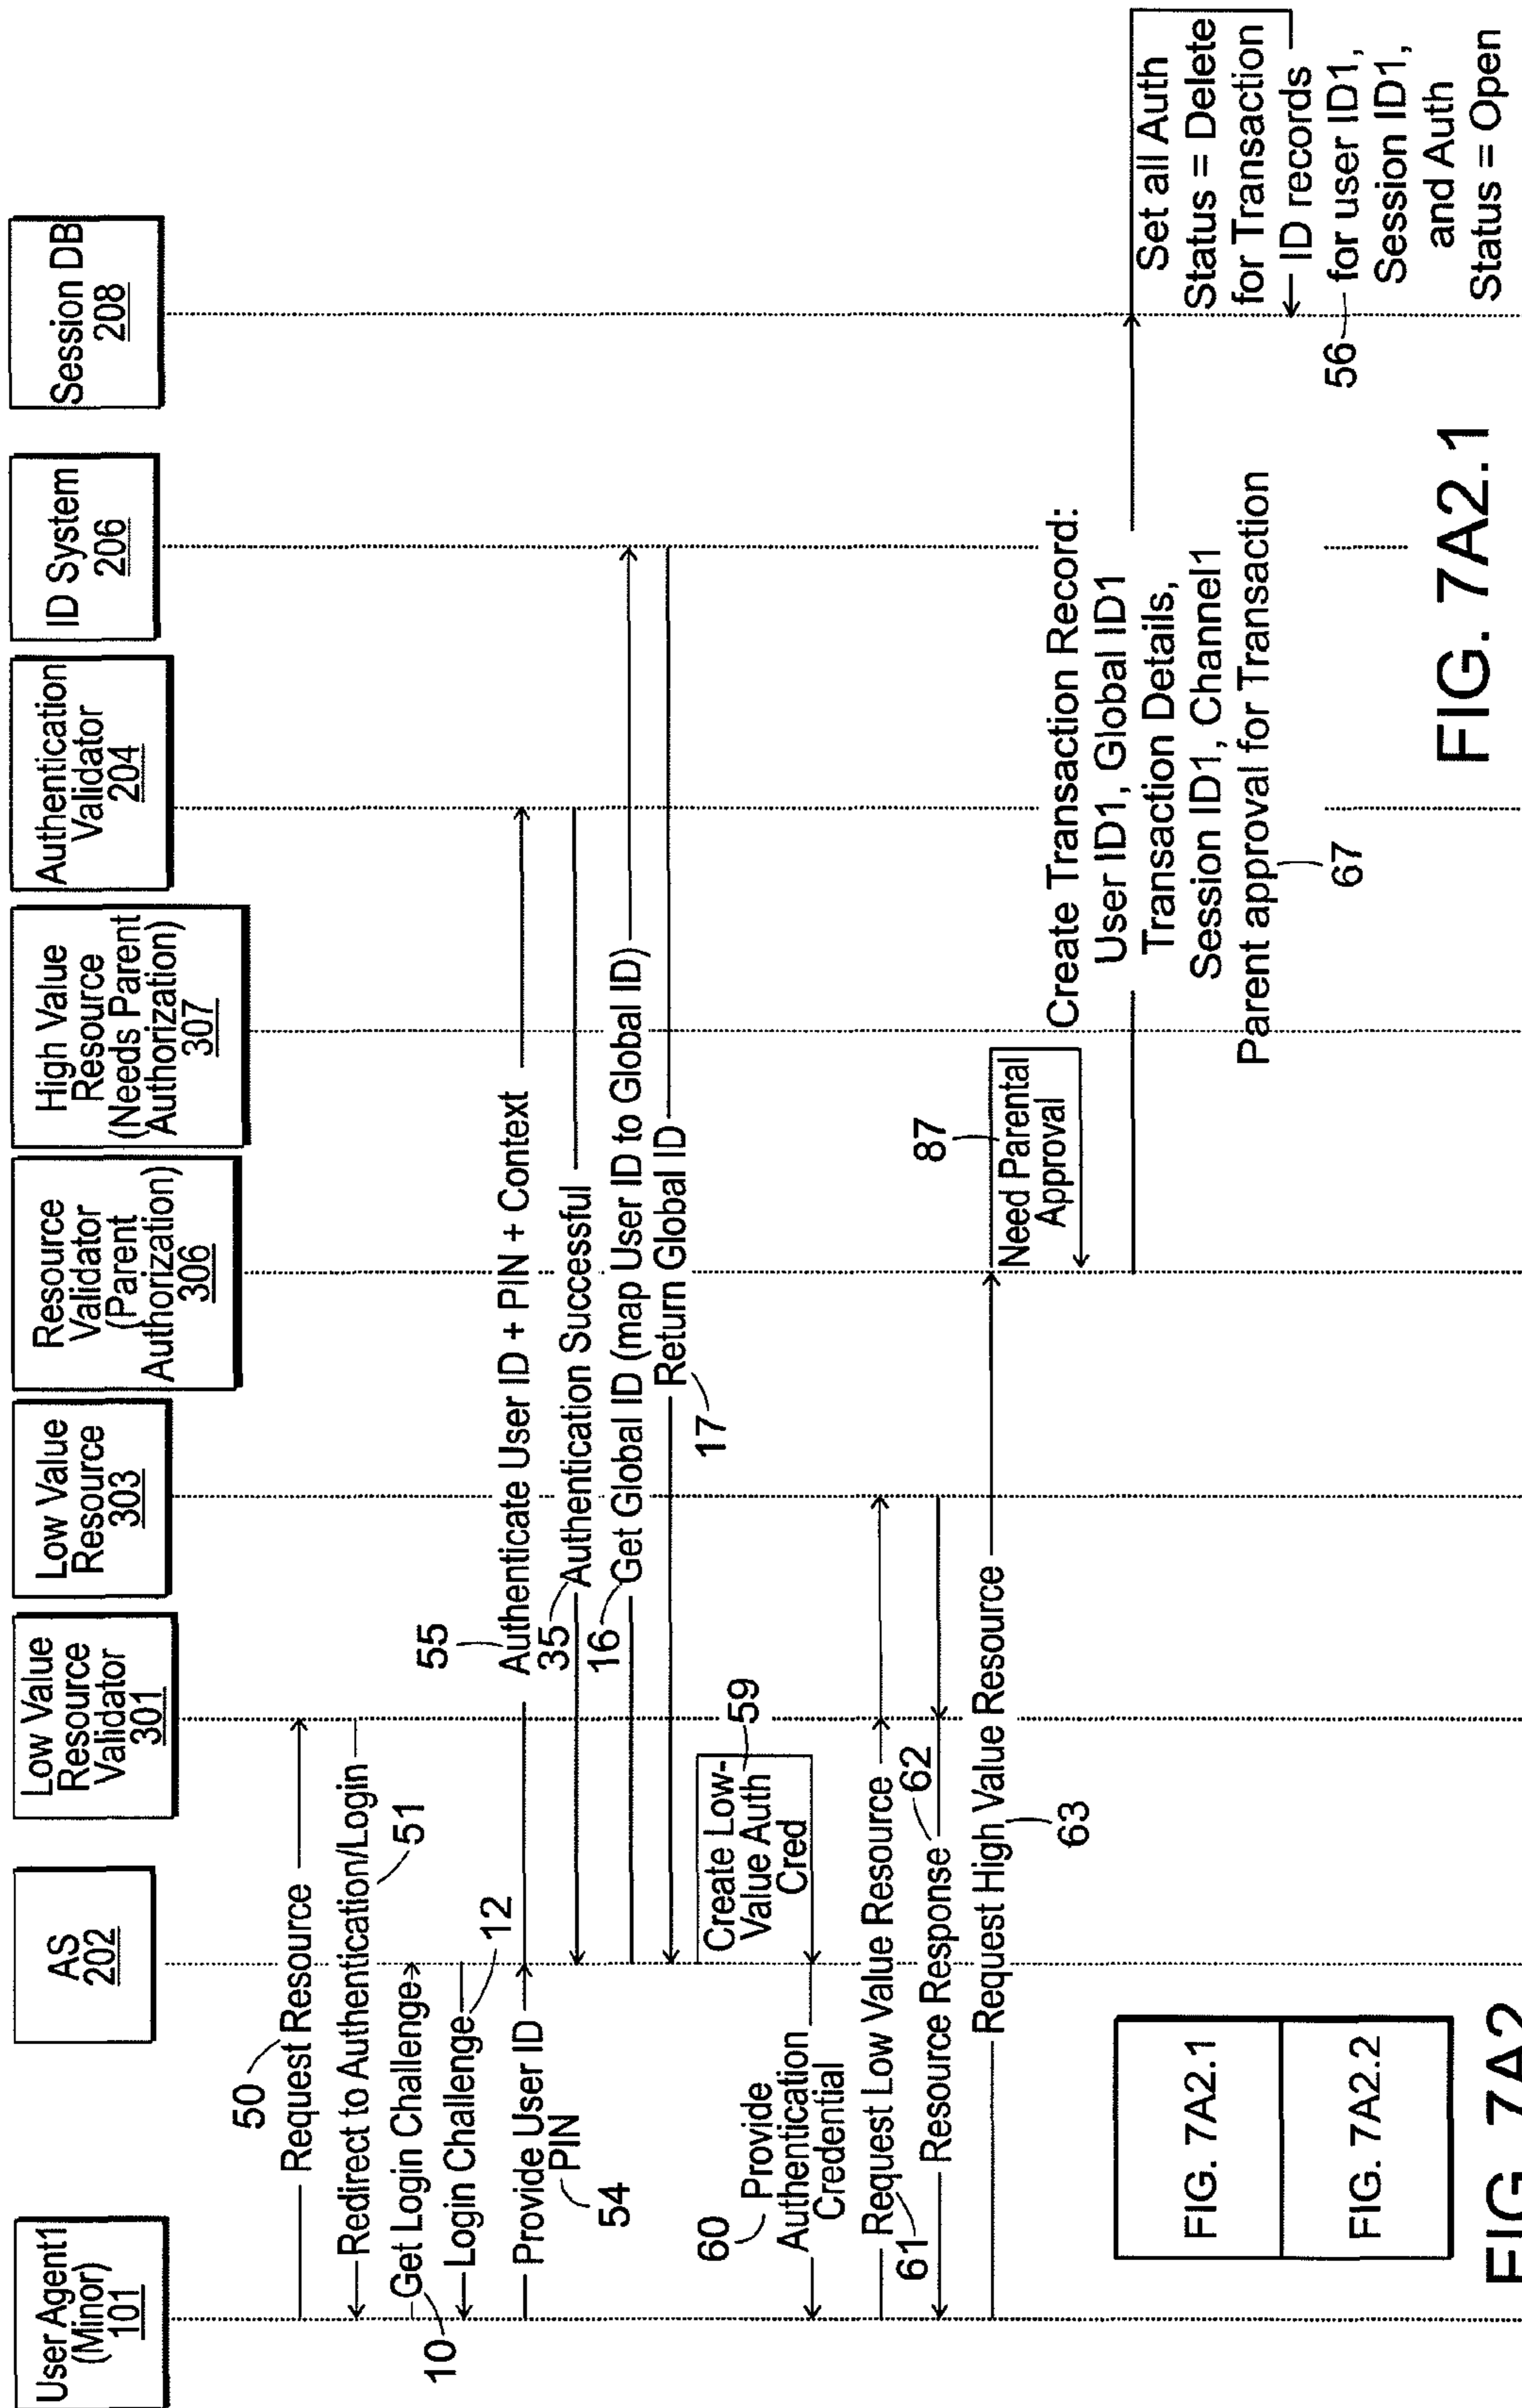 User Agent1
(Minor)
101
AS
202
Low Value
Resource
Validator
301
Low Value
Resource
303
Resource
Validator
(Parent
Authorization)
306
High Value
Resource
(Needs Parent
Authorization)
307
Authentication
Validator
204
ID System
206
Session DB
208
50
Request Resource
Redirect to Authentication/Login
51
Get Login Challenge
10
Login Challenge
12
Provide User ID
PIN
54
55
Authenticate User ID + PIN + Context
35
Authentication Successful
16
Get Global ID (map User ID to Global ID)
Return Global ID
17
Create Low-
Value Auth
Cred
59
60
Provide
Authentication
Credential
Request Low Value Resource
61
62
Resource Response
Request High Value Resource
63
87
Need Parental
Approval
Create Transaction Record:
User ID1, Global ID1
Transaction Details,
Session ID1, Channel1
Parent approval for Transaction
67
Set all Auth
Status = Delete
for Transaction
ID records
56
for user ID1,
Session ID1,
and Auth
Status = Open
FIG. 7A2.1
FIG. 7A2.2
FIG. 7A2
FIG. 7A2.1